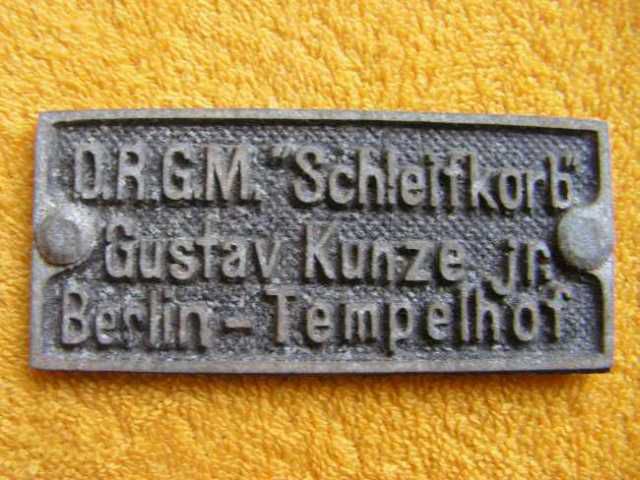 D.R.G.M. "Schleifkorb"
Gustav Kunze jr.
Berlin - Tempelhof